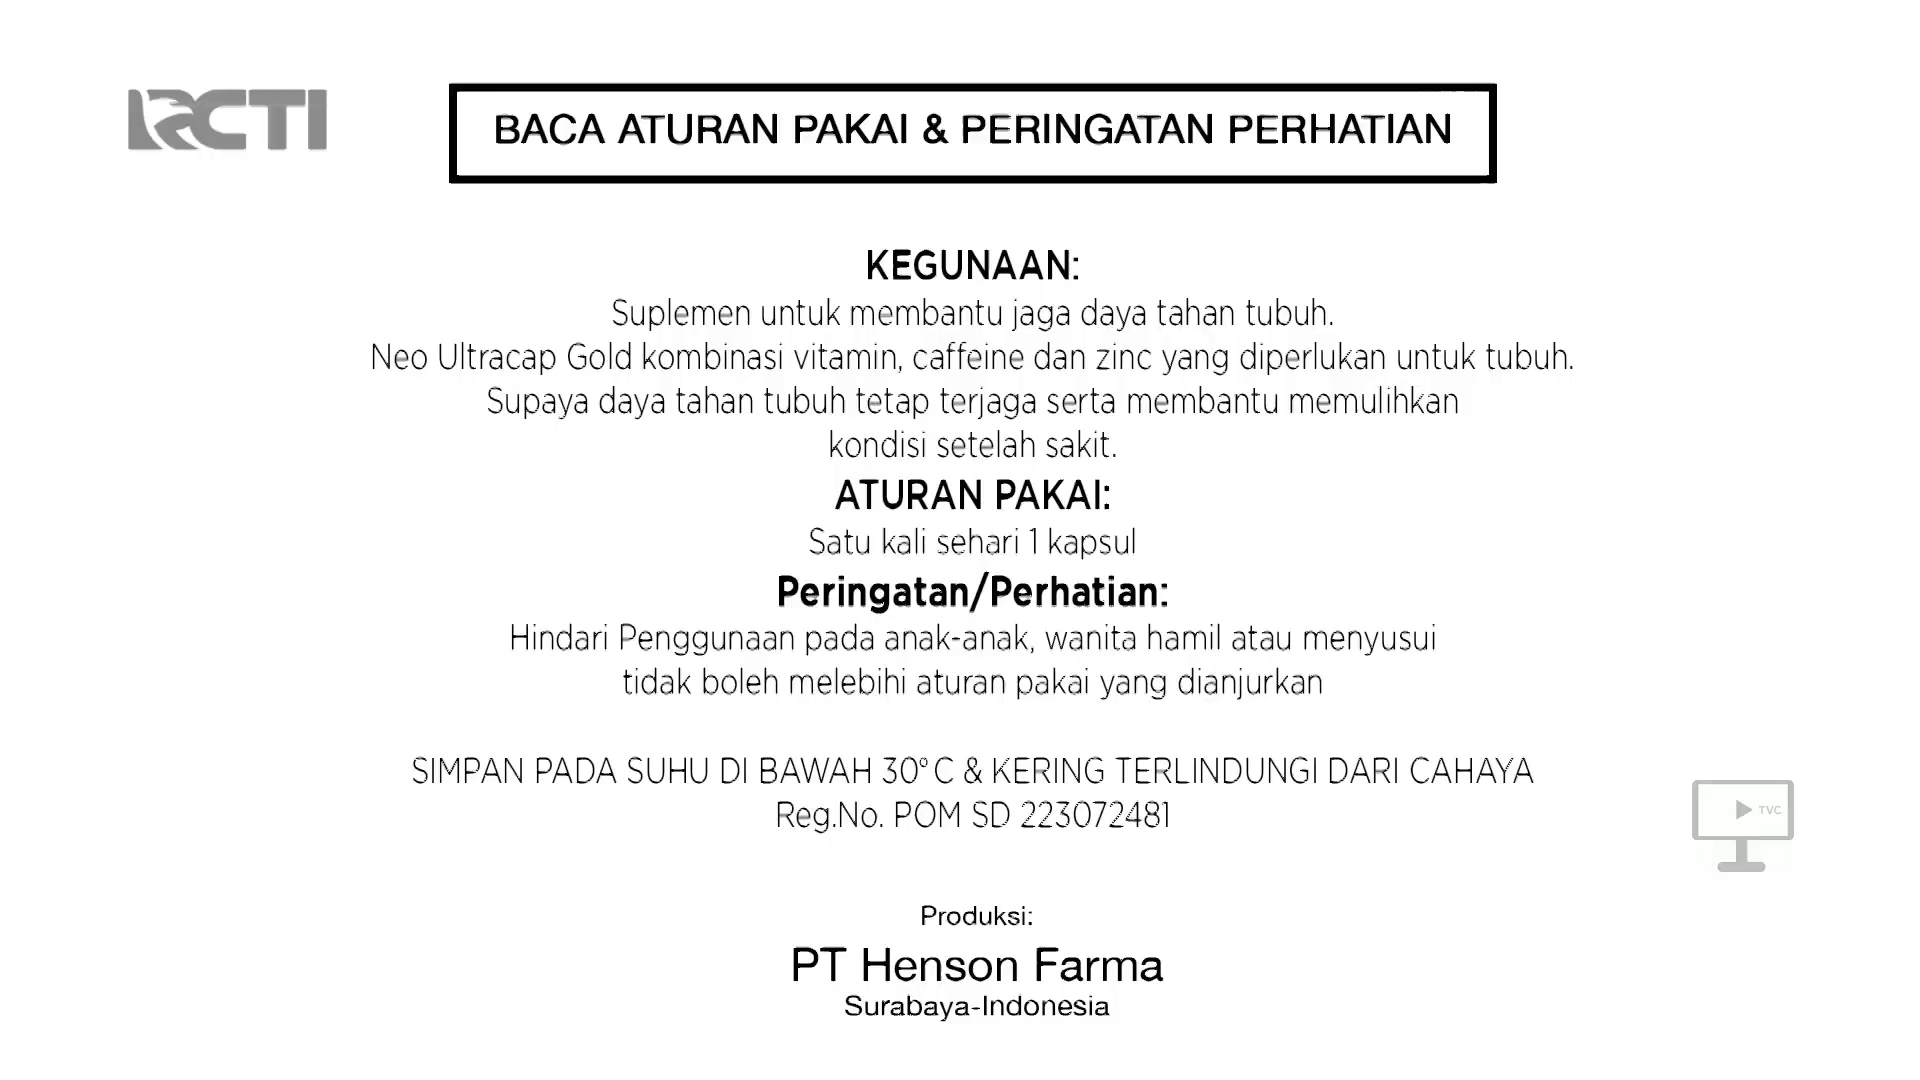 RCTI
BACA ATURAN PAKAI & PERINGATAN PERHATIAN
KEGUNAAN:
Suplemen untuk membantu jaga daya tahan tubuh.
Neo Ultracap Gold kombinasi vitamin, caffeine dan zinc yang diperlukan untuk tubuh.
Supaya daya tahan tubuh tetap terjaga serta membantu memulihkan
kondisi setelah sakit.
ATURAN PAKAI:
Satu kali sehari 1 kapsul
Peringatan/Perhatian:
Hindari Penggunaan pada anak-anak, wanita hamil atau menyusui
tidak boleh melebihi aturan pakai yang dianjurkan
SIMPAN PADA SUHU DI BAWAH 30°C & KERING TERLINDUNGI DARI CAHAYA
Reg.No. POM SD 223072481
TVC
Produksi:
PT Henson Farma
Surabaya-Indonesia